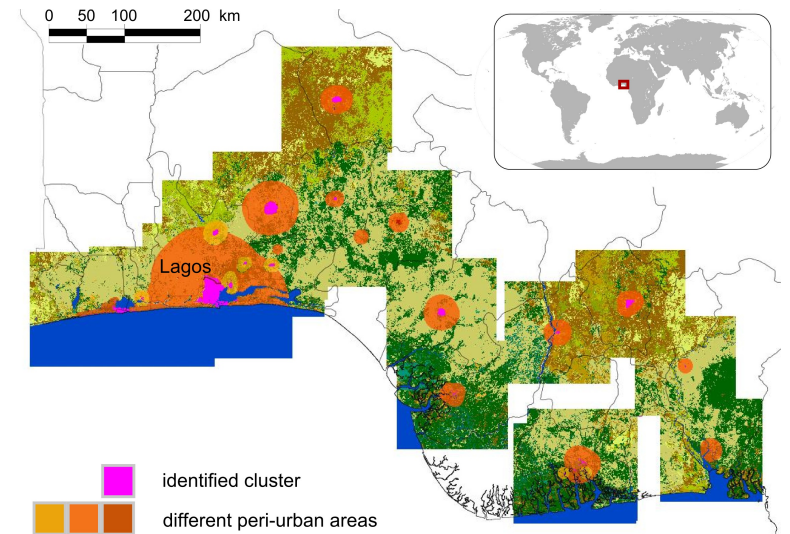 0 50 100 200 km
Lagos
identified cluster
different peri-urban areas